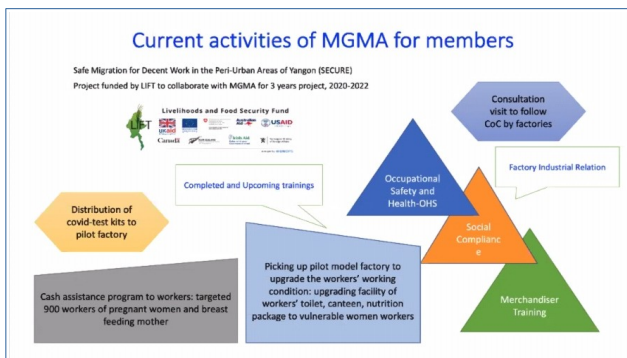 Current activities of MGMA for members
Safe Migration for Decent Work in the Peri-Urban Areas of Yangon (SECURE)
Project funded by LIFT to collaborate with MGMA for 3 years project, 2020-2022
Livelihoods and Food Security Fund
LIFT
UKaid
USAID
Canada
Consultation
visit to follow
CoC by factories
Completed and Upcoming trainings
Occupational
Safety and
Health-OHS
Factory Industrial Relation
Distribution of
covid-test kits to
pilot factory
Social
Complianc
e
Cash assistance program to workers: targeted
900 workers of pregnant women and breast
feeding mother
Picking up pilot model factory to
upgrade the workers' working
condition: upgrading facility of
workers' toilet, canteen, nutrition
package to vulnerable women workers
Merchandiser
Training